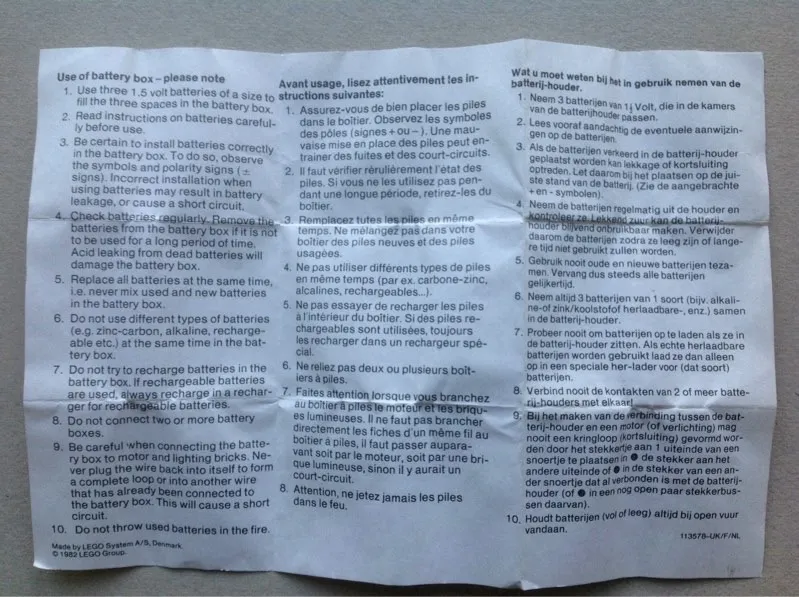 Use of battery box – please note
1. Use three 1,5 volt batteries of a size to
fill the three spaces in the battery box.
2. Read instructions on batteries careful-
ly before use.
3. Be certain to install batteries correctly
in the battery box. To do so, observe
the symbols and polarity signs (±
signs). Incorrect installation when
using batteries may result in battery
leakage, or cause a short circuit.
4. Check batteries regularly. Remove the
batteries from the battery box if it is not
to be used for a long period of time.
Acid leaking from dead batteries will
damage the battery box.
5. Replace all batteries at the same time,
i.e. never mix used and new batteries
in the battery box.
6. Do not use different types of batteries
(e.g. zinc-carbon, alkaline, recharge-
able etc.) at the same time in the bat-
tery box.
7. Do not try to recharge batteries in the
battery box. If rechargeable batteries
are used, always recharge in a rechar-
ger for rechargeable batteries.
8. Do not connect two or more battery
boxes.
9. Be careful when connecting the batte-
ry box to motor and lighting bricks. Ne-
ver plug the wire back into itself to form
a complete loop or into another wire
that has already been connected to
the battery box. This will cause a short
circuit.
10. Do not throw used batteries in the fire.
Made by LEGO System A/S, Denmark
© 1982 LEGO Group.
Avant usage, lisez attentivement les in-
structions suivantes:
1. Assurez-vous de bien placer les piles
dans le boîtier. Observez les symboles
des pôles (signes + ou –). Une mau-
vaise mise en place des piles peut en-
trainer des fuites et des court-circuits.
2. Il faut vérifier rérulièrement l'état des
piles. Si vous ne les utilisez pas pen-
dant une longue période, retirez-les du
boîtier.
3. Remplacez tutes les piles en même
temps. Ne mélangez pas dans votre
boîtier des piles neuves et des piles
usagées.
4. Ne pas utiliser différents types de piles
en même temps (par ex. carbone-zinc,
alcalines, rechargeables...).
5. Ne pas essayer de recharger les piles
à l'intérieur du boîtier. Si des piles re-
chargeables sont utilisées, toujours
les recharger dans un rechargeur spé-
cial.
6. Ne reliez pas deux ou plusieurs boît-
iers à piles.
7. Faites attention lorsque vous branchez
au boîtier à piles le moteur et les briqu-
es lumineuses. Il ne faut pas brancher
directement les fiches d'un même fil au
boîtier à piles, il faut passer aupara-
vant soit par le moteur, soit par une bri-
que lumineuse, sinon il y aurait un
court-circuit.
8. Attention, ne jetez jamais les piles
dans le feu.
Wat u moet weten bij het in gebruik nemen van de
batterij-houder.
1. Neem 3 batterijen van 1½ Volt, die in de kamers
van de batterijhouder passen.
2. Lees vooraf aandachtig de eventuele aanwijzin-
gen op de batterijen.
3. Als de batterijen verkeerd in de batterij-houder
geplaatst worden kan lekkage of kortsluiting
optreden. Let daarom bij het plaatsen op de jui-
ste stand van de batterij. (Zie de aangebrachte
+ en - symbolen).
4. Neem de batterijen regelmatig uit de houder en
kontroleer ze. Lekkend zuur kan de batterij-
houder blijvend onbruikbaar maken. Verwijder
daarom de batterijen zodra ze leeg zijn of lange-
re tijd niet gebruikt zullen worden.
5. Gebruik nooit oude en nieuwe batterijen teza-
men. Vervang dus steeds alle batterijen
gelijkertijd.
6. Neem altijd 3 batterijen van 1 soort (bijv. alkali-
ne-of zink/koolstofof herlaadbare-, enz.) samen
in de batterij-houder.
7. Probeer nooit om batterijen op te laden als ze in
de batterij-houder zitten. Als echte herlaadbare
batterijen worden gebruikt laad ze dan alleen
op in een speciale her-lader voor (dat soort)
batterijen.
8. Verbind nooit de kontakten van 2 of meer batte-
rij-houders met elkaar!
9. Bij het maken van de verbinding tussen de bat-
terij-houder en een motor (of verlichting) mag
nooit een kringloop (kortsluiting) gevormd wor-
den door het stekkertje aan 1 uiteinde van een
snoertje te plaatsen in ● de stekker aan het
andere uiteinde of ● in de stekker van een an-
der snoertje dat al verbonden is met de batterij-
houder (of ● in een nog open paar stekkerbus-
sen daarvan).
10. Houdt batterijen (vol of leeg) altijd bij open vuur
vandaan.
113578-UK/F/NL